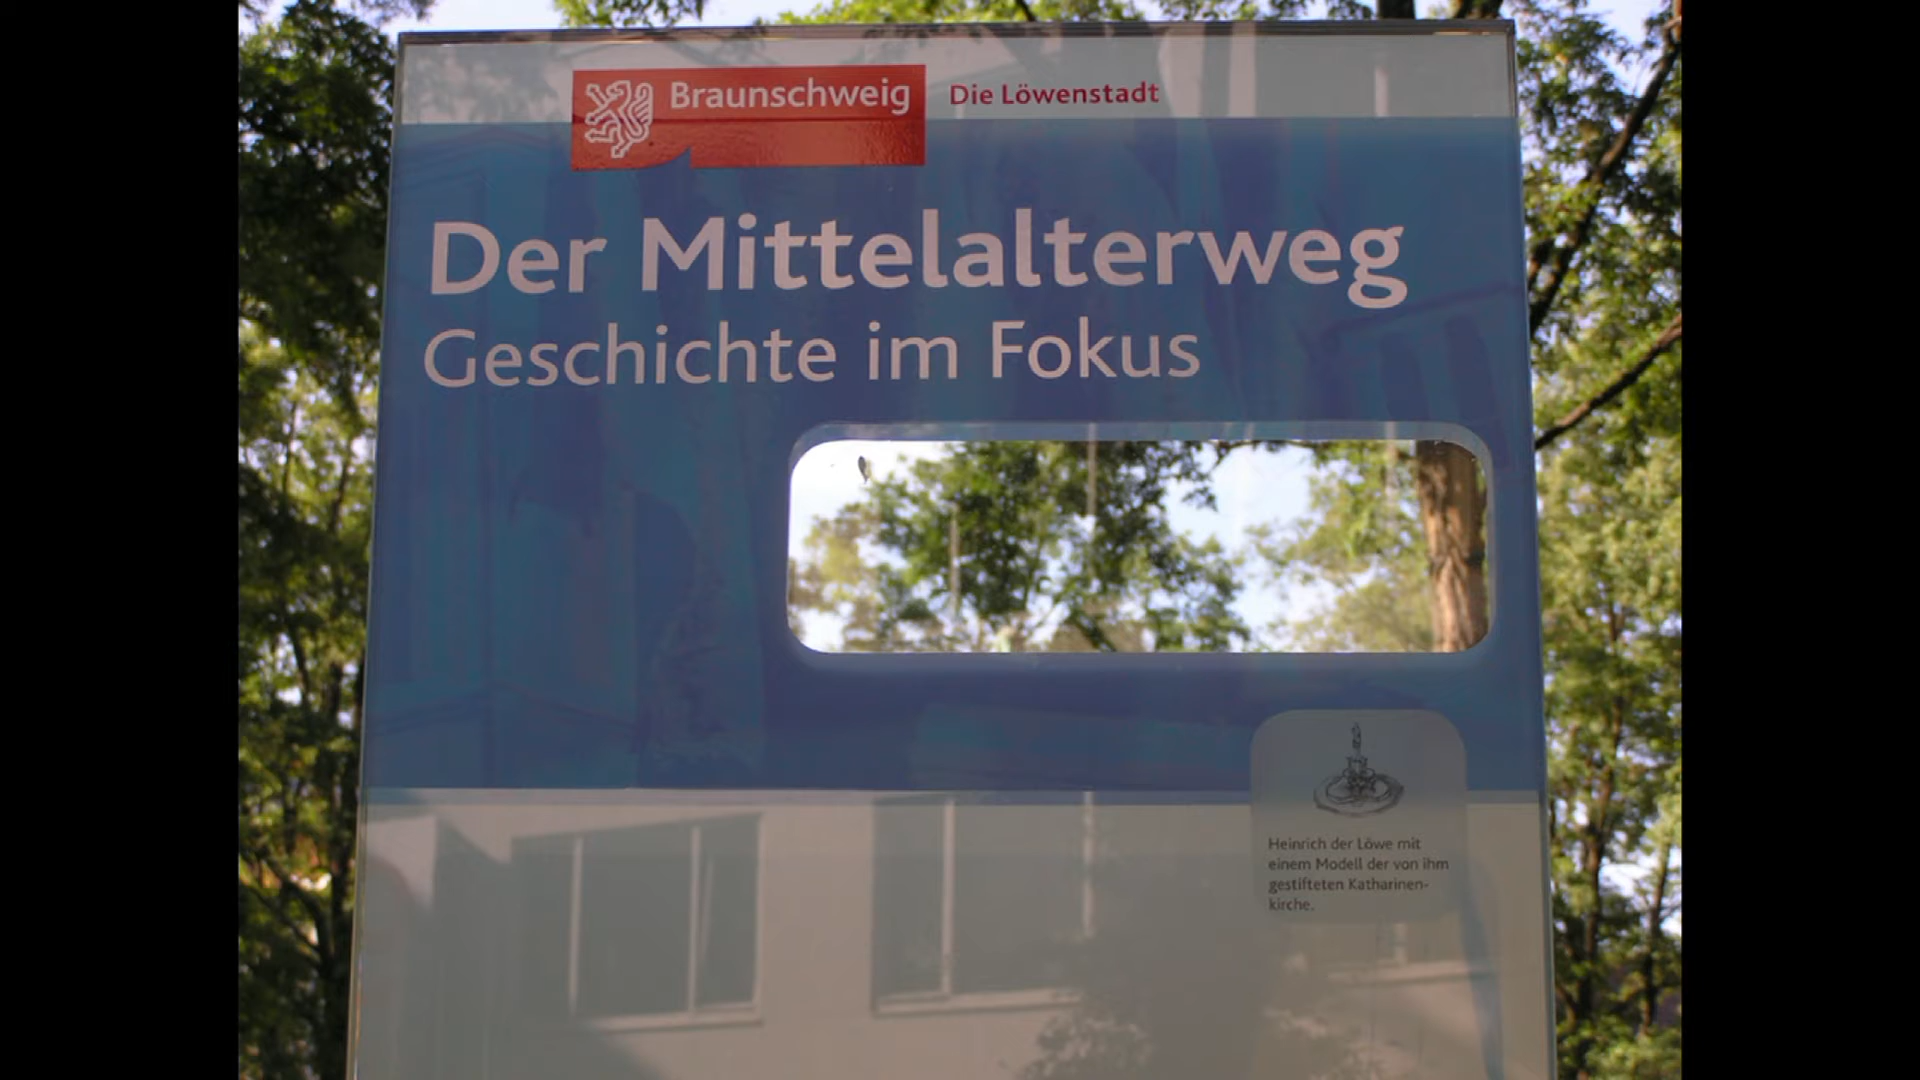 Braunschweig Die Löwenstadt
Der Mittelalterweg
Geschichte im Fokus
Heinrich der Löwe mit
einem Modell der von ihm
gestifteten Katharinen-
kirche.